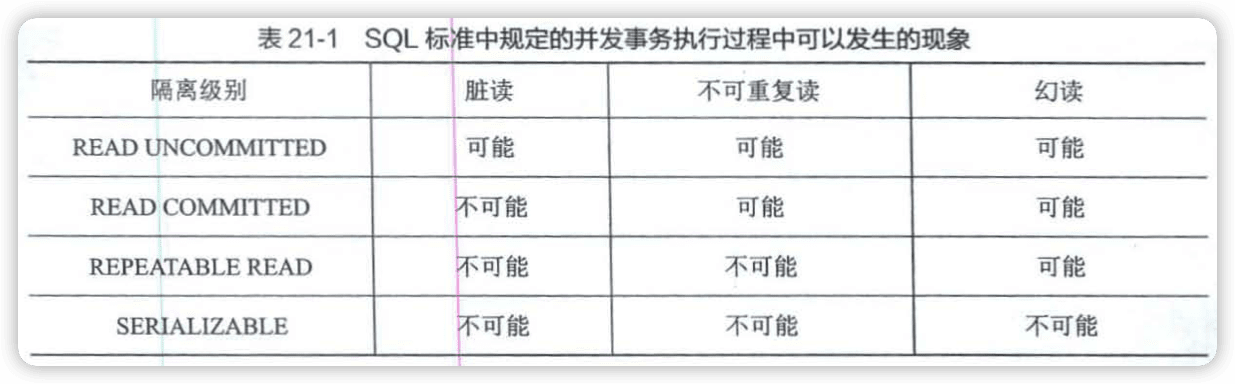 表 21-1 SQL 标准中规定的并发事务执行过程中可以发生的现象
隔离级别 脏读 不可重复读 幻读
READ UNCOMMITTED 可能 可能 可能
READ COMMITTED 不可能 可能 可能
REPEATABLE READ 不可能 不可能 可能
SERIALIZABLE 不可能 不可能 不可能